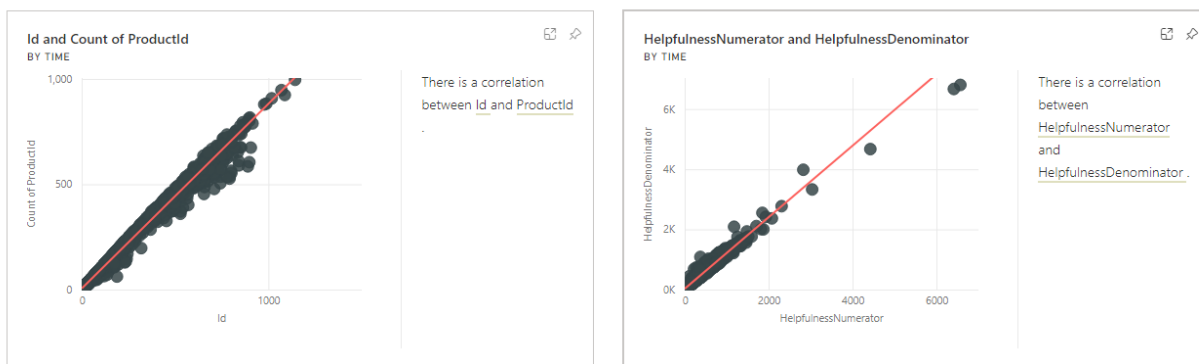 Id and Count of ProductId
BY TIME
1,000
500
0
0
1000
Count of ProductId
Id
There is a correlation
between Id and ProductId
.
HelpfulnessNumerator and HelpfulnessDenominator
BY TIME
6K
4K
2K
0K
0
2000
4000
6000
HelpfulnessDenominator
HelpfulnessNumerator
There is a correlation
between
HelpfulnessNumerator
and
HelpfulnessDenominator .